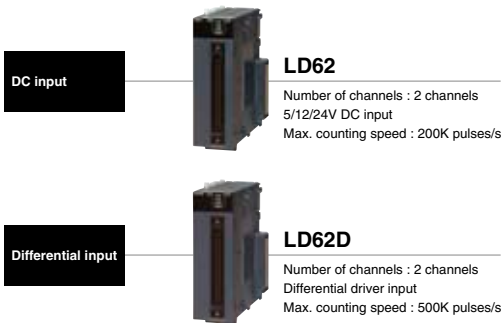 DC input
LD62
Number of channels : 2 channels
5/12/24V DC input
Max. counting speed : 200K pulses/s
Differential input
LD62D
Number of channels : 2 channels
Differential driver input
Max. counting speed : 500K pulses/s